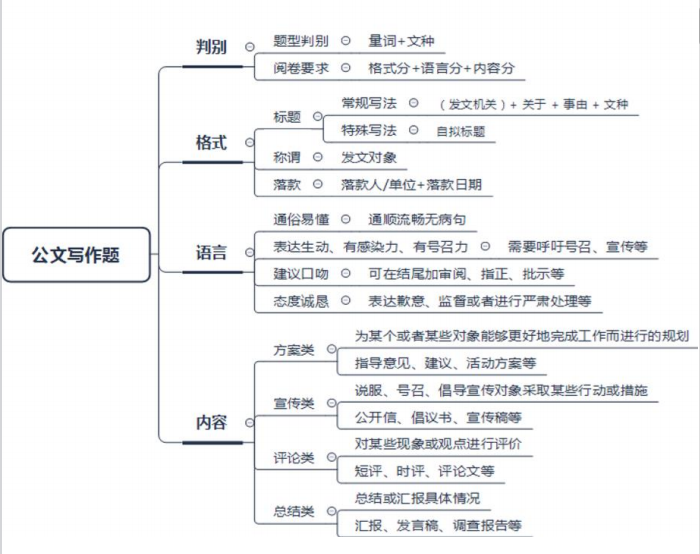 公文写作题
判别
题型判别
量词+文种
阅卷要求
格式分+语言分+内容分
格式
标题
常规写法
（发文机关）+ 关于 + 事由 + 文种
特殊写法
自拟标题
称谓
发文对象
落款
落款人/单位+落款日期
语言
通俗易懂
通顺流畅无病句
表达生动、有感染力、有号召力
需要呼吁号召、宣传等
建议口吻
可在结尾加审阅、指正、批示等
态度诚恳
表达歉意、监督或者进行严肃处理等
内容
方案类
为某个或者某些对象能够更好地完成工作而进行的规划
指导意见、建议、活动方案等
宣传类
说服、号召、倡导宣传对象采取某些行动或措施
公开信、倡议书、宣传稿等
评论类
对某些现象或观点进行评价
短评、时评、评论文等
总结类
总结或汇报具体情况
汇报、发言稿、调查报告等